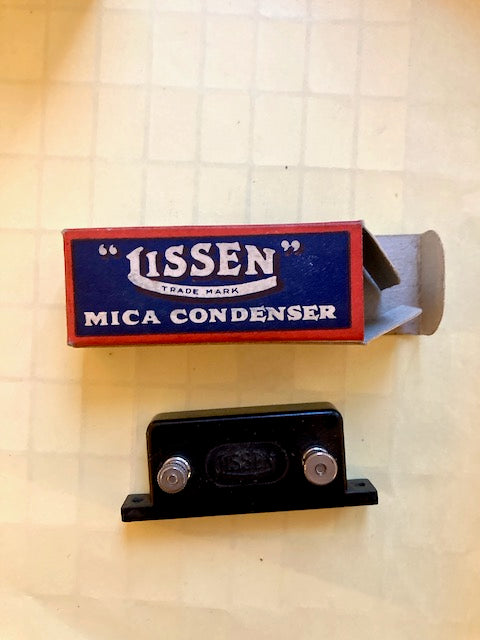 "LISSEN"
TRADE MARK
MICA CONDENSER
LISSEN